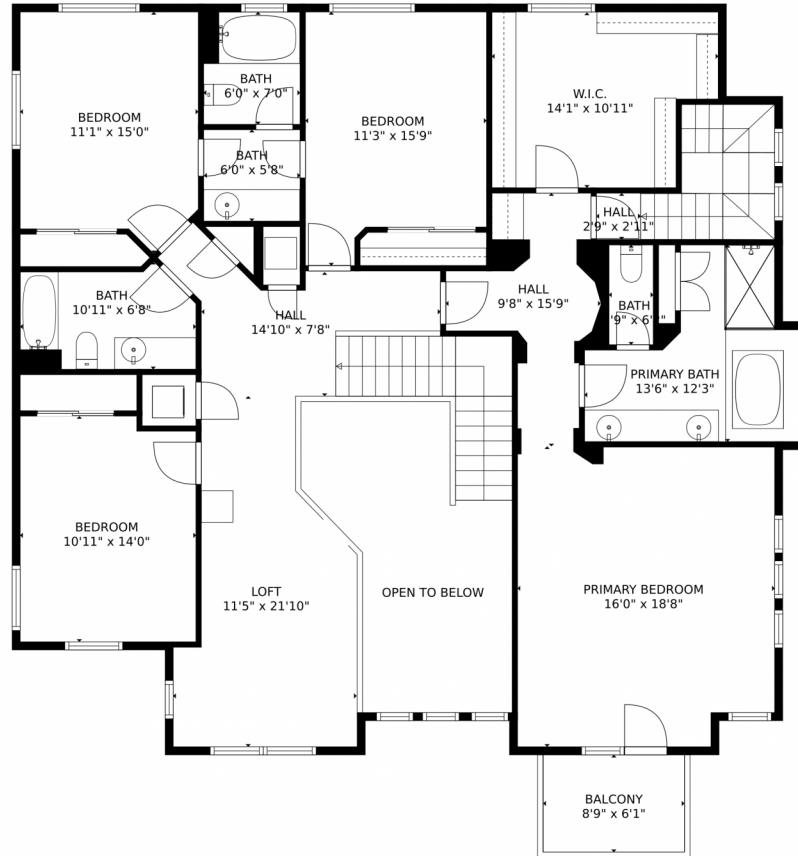 BATH
6'0" x 7'0"
W.I.C.
14'1" x 10'11"
BEDROOM
11'1" x 15'0"
BEDROOM
11'3" x 15'9"
BATH
6'0" x 5'8"
HALL
2'9" x 2'11"
BATH
10'11" x 6'8"
HALL
9'8" x 15'9"
BATH
HALL
14'10" x 7'8"
PRIMARY BATH
13'6" x 12'3"
BEDROOM
10'11" x 14'0"
LOFT
11'5" x 21'10"
OPEN TO BELOW
PRIMARY BEDROOM
16'0" x 18'8"
BALCONY
8'9" x 6'1"